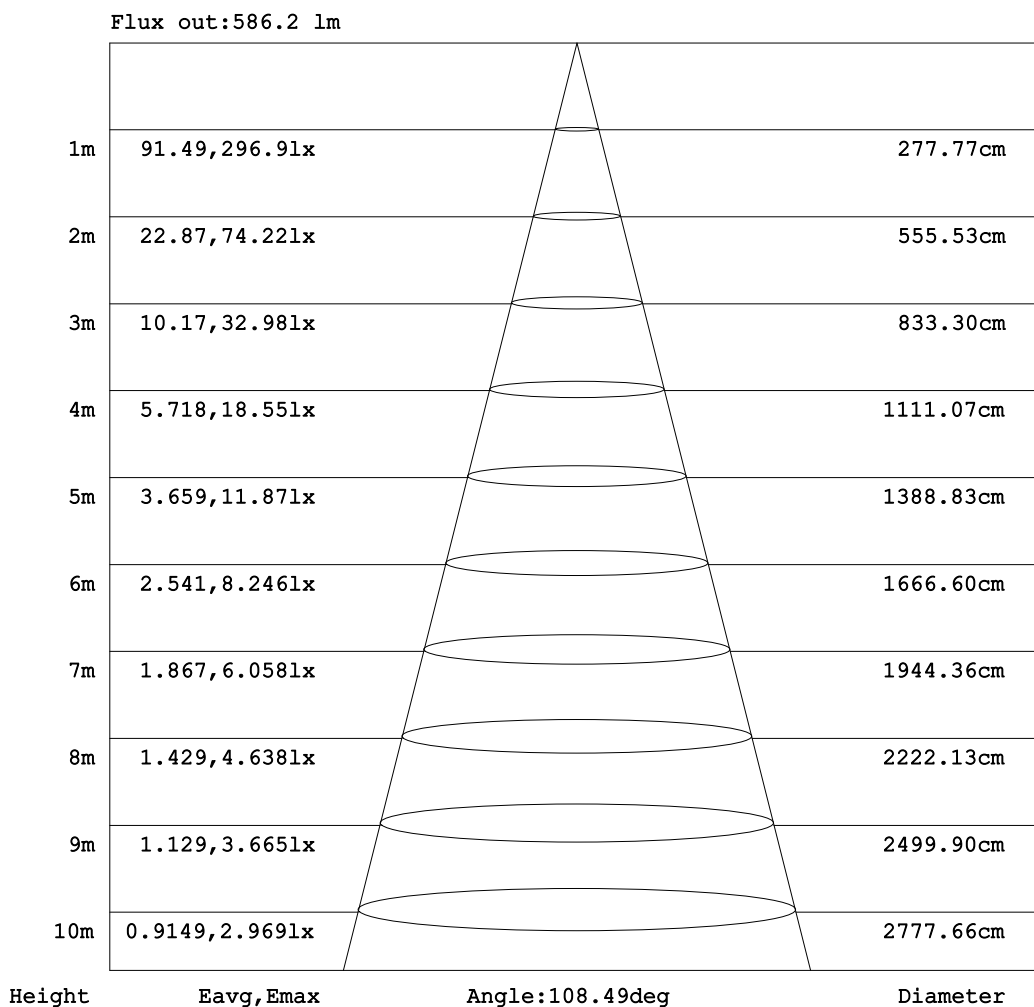 Flux out:586.2 lm
1m 91.49,296.9lx 277.77cm
2m 22.87,74.22lx 555.53cm
3m 10.17,32.98lx 833.30cm
4m 5.718,18.55lx 1111.07cm
5m 3.659,11.87lx 1388.83cm
6m 2.541,8.246lx 1666.60cm
7m 1.867,6.058lx 1944.36cm
8m 1.429,4.638lx 2222.13cm
9m 1.129,3.665lx 2499.90cm
10m 0.9149,2.969lx 2777.66cm
Height Eavg,Emax Angle:108.49deg Diameter